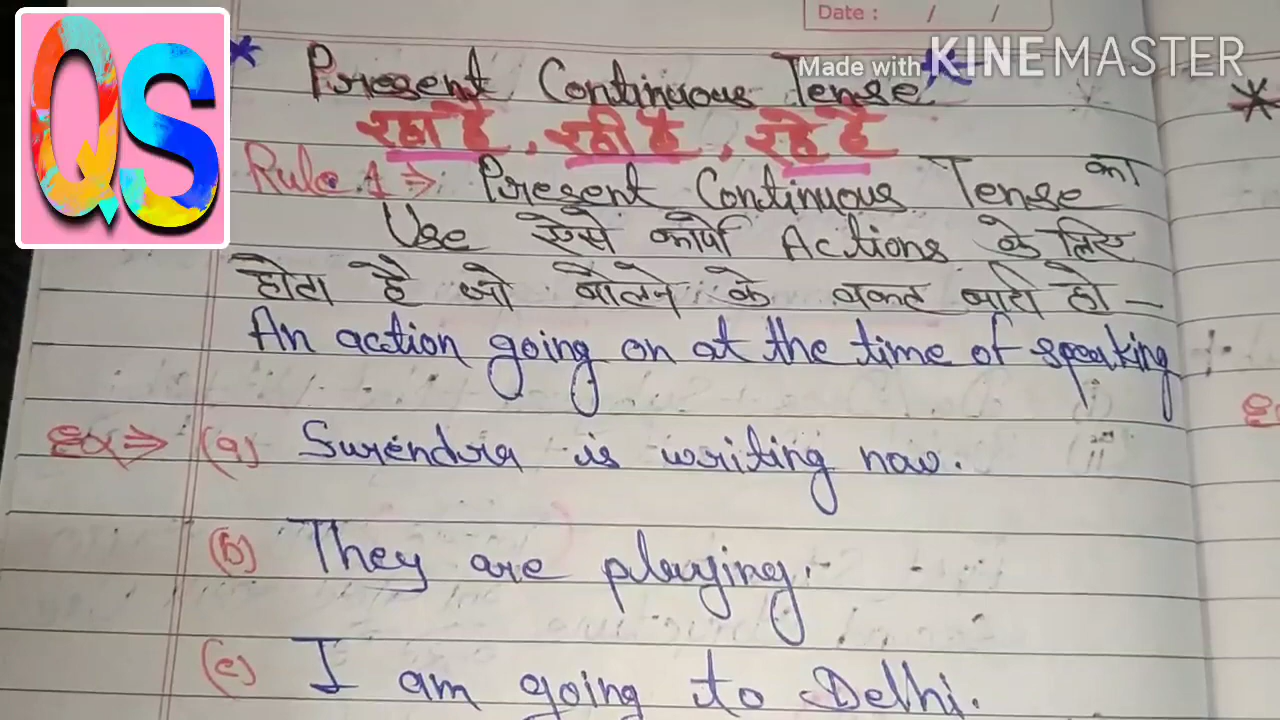 QS
Date : / /
Made with KINEMASTER
* Present Continuous Tense *
रहा है, रही है, रहे है
Rule 1 ⇒ Present Continuous Tense का
Use ऐसे कार्यो Actions के लिए
होता है जो बोलने के वक्त जारी हो —
An action going on at the time of speaking
Ex ⇒ (a) Surendra is writing now.
(b) They are playing.
(c) I am going to Delhi.